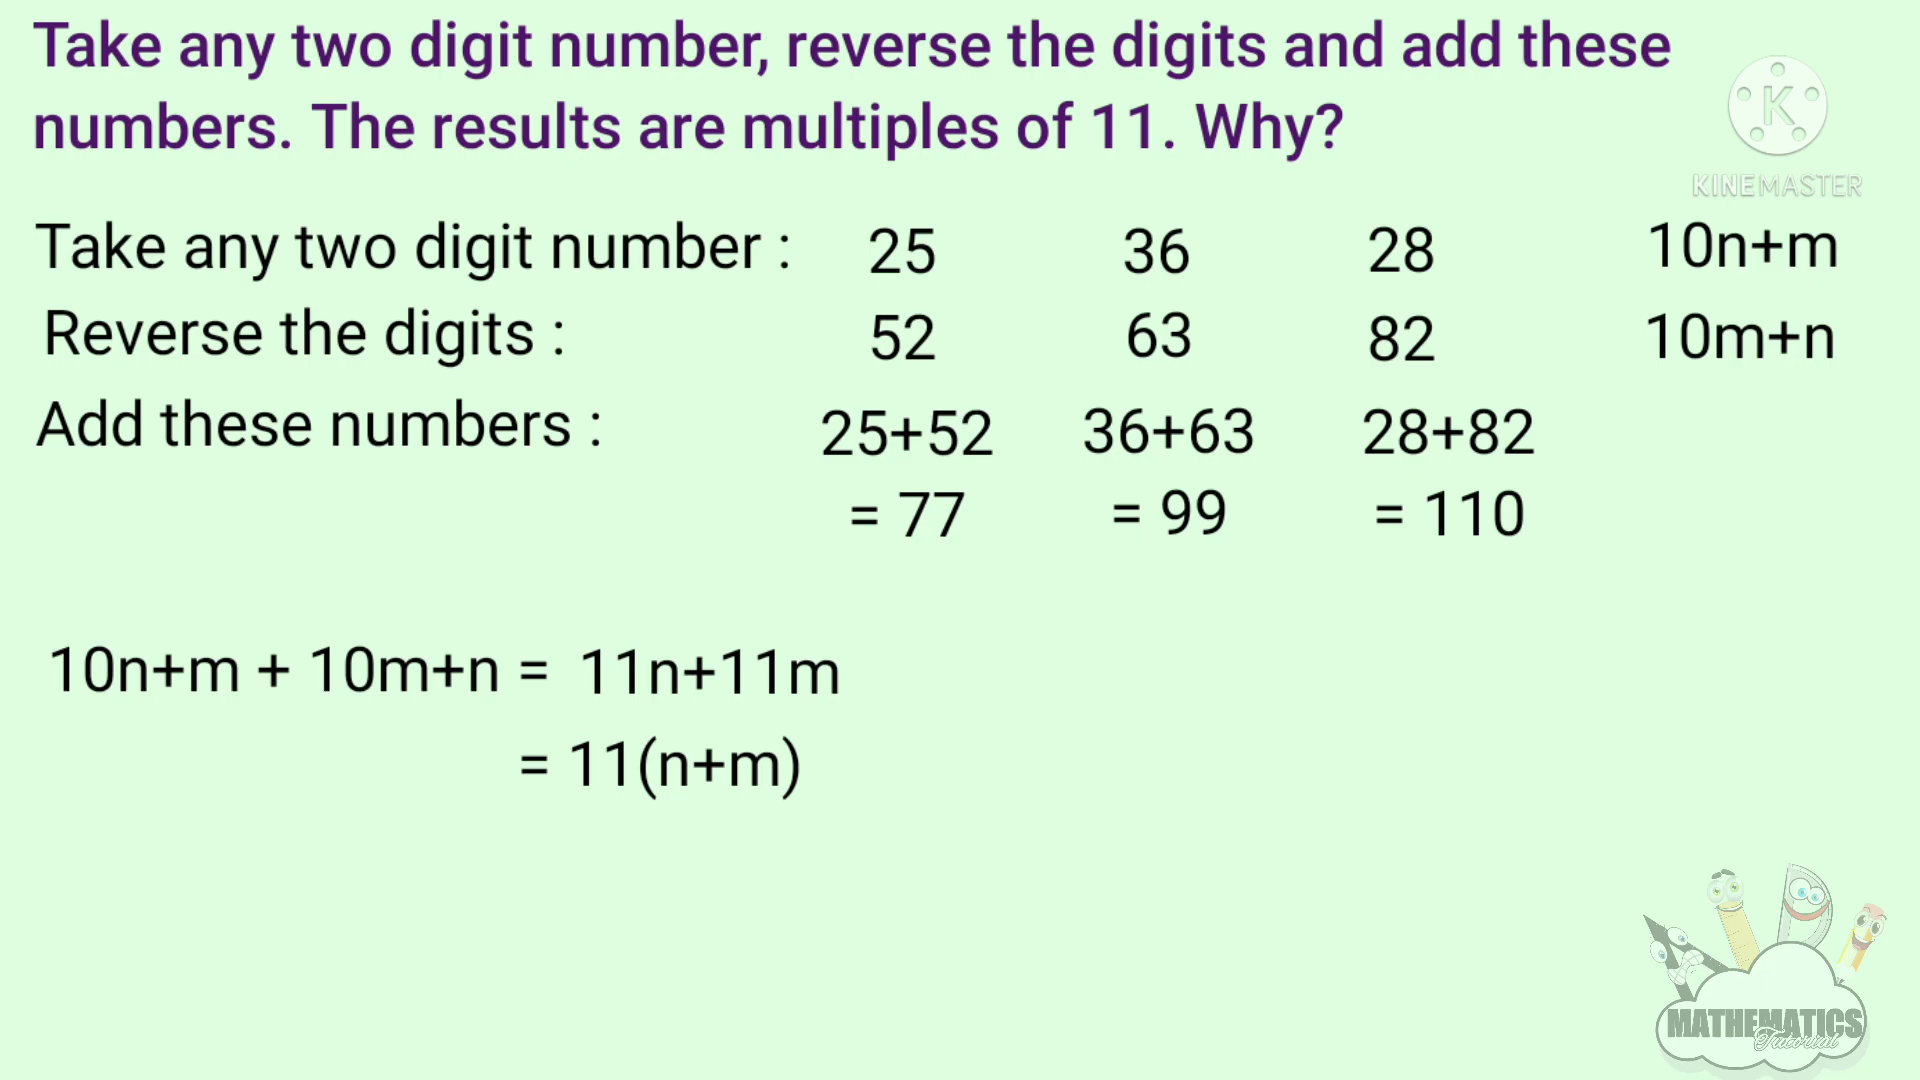 Take any two digit number, reverse the digits and add these
numbers. The results are multiples of 11. Why?
K
KINEMASTER
Take any two digit number : 25 36 28 10n+m
Reverse the digits : 52 63 82 10m+n
Add these numbers : 25+52 36+63 28+82
= 77 = 99 = 110
10n+m + 10m+n = 11n+11m
= 11(n+m)
MATHEMATICS
Tutorial